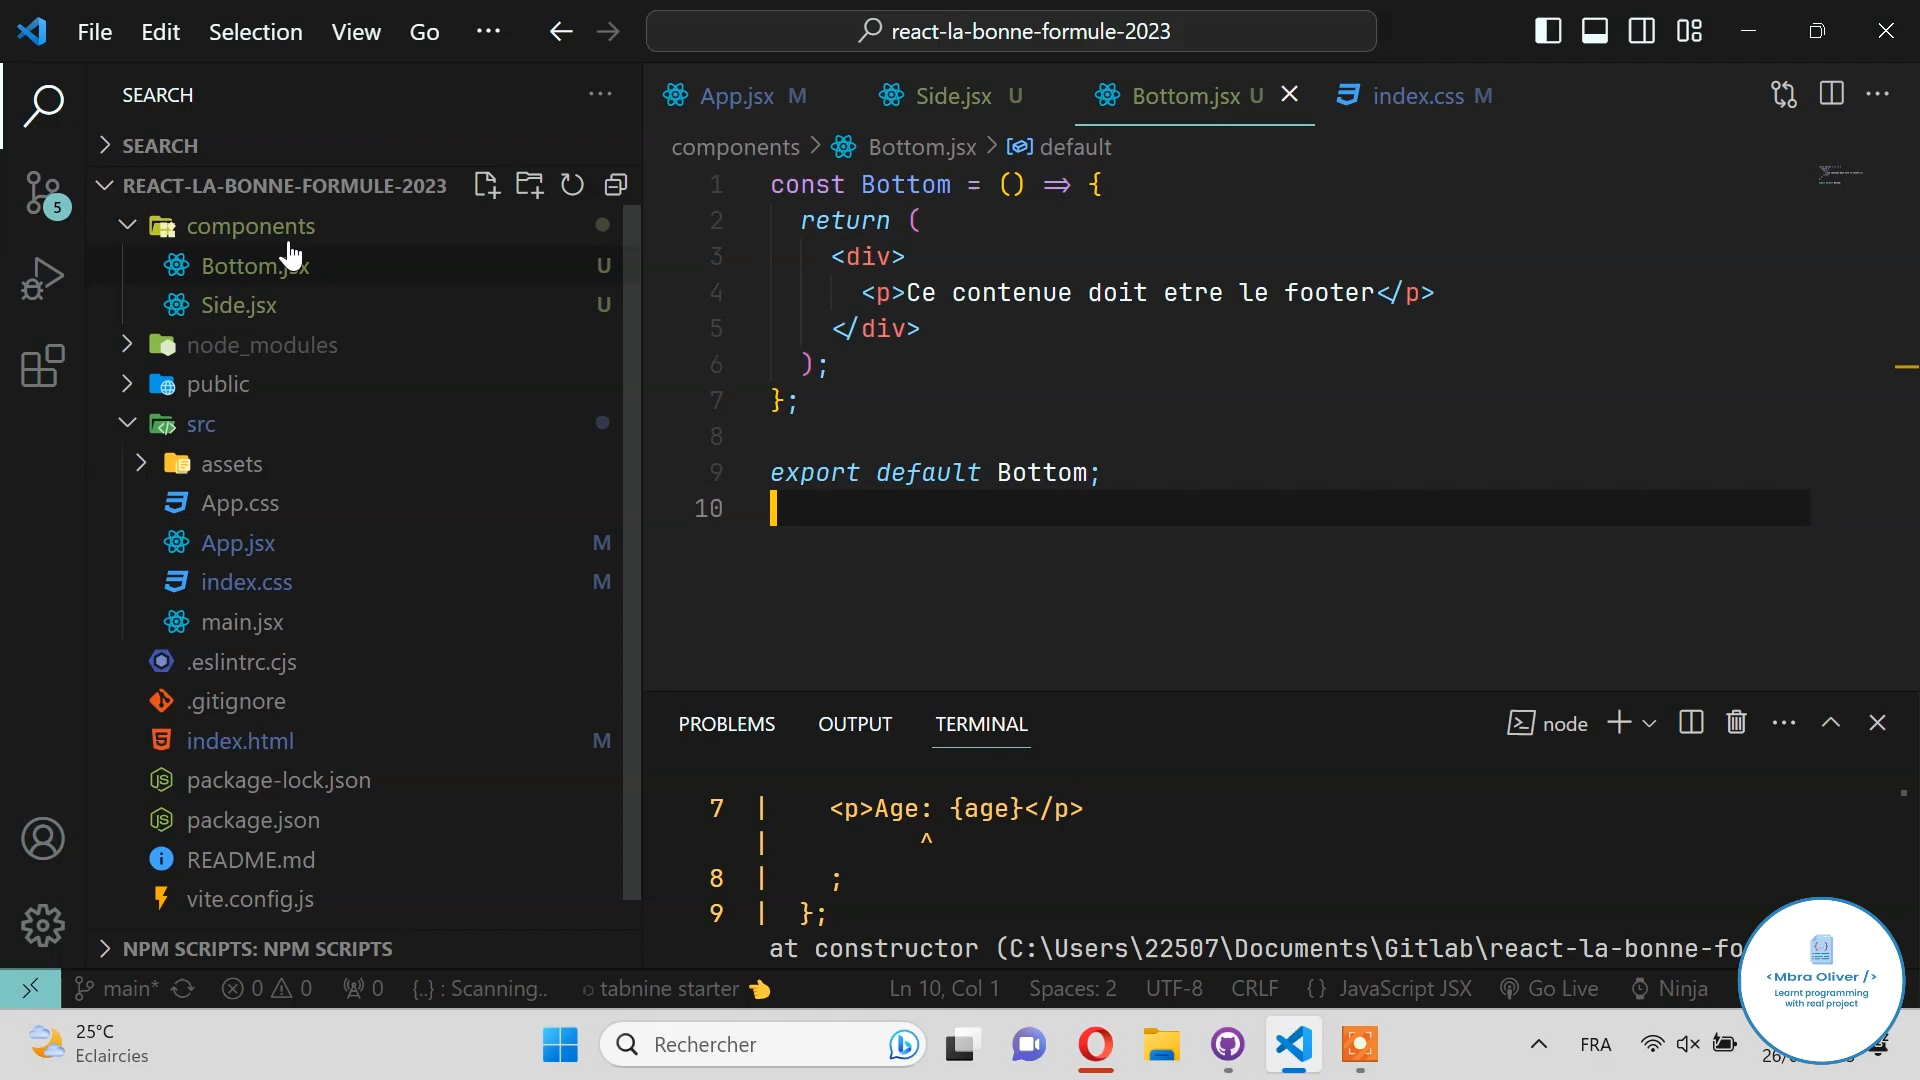 File Edit Selection View Go ··· react-la-bonne-formule-2023
SEARCH ···
SEARCH
REACT-LA-BONNE-FORMULE-2023
components
Bottom.jsx U
Side.jsx U
node_modules
public
src
assets
App.css
App.jsx M
index.css M
main.jsx
.eslintrc.cjs
.gitignore
index.html M
package-lock.json
package.json
README.md
vite.config.js
NPM SCRIPTS: NPM SCRIPTS
5
App.jsx M Side.jsx U Bottom.jsx U index.css M
components > Bottom.jsx > default
1 const Bottom = () => {
2 return (
3 <div>
4 <p>Ce contenue doit etre le footer</p>
5 </div>
6 );
7 };
8
9 export default Bottom;
10
PROBLEMS OUTPUT TERMINAL node
7 | <p>Age: {age}</p>
| ^
8 | ;
9 | };
at constructor (C:\Users\22507\Documents\Gitlab\react-la-bonne-fo
main* 0 0 0 {..} : Scanning.. tabnine starter Ln 10, Col 1 Spaces: 2 UTF-8 CRLF {} JavaScript JSX Go Live Ninja
<Mbra Oliver />
Learnt programming
with real project
25°C
Eclaircies
Rechercher
FRA
26/